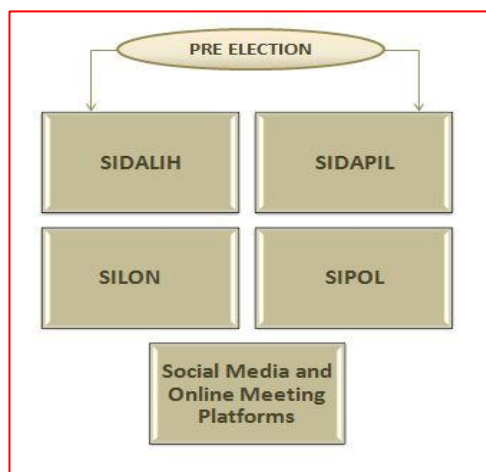 PRE ELECTION
SIDALIH
SIDAPIL
SILON
SIPOL
Social Media and
Online Meeting
Platforms